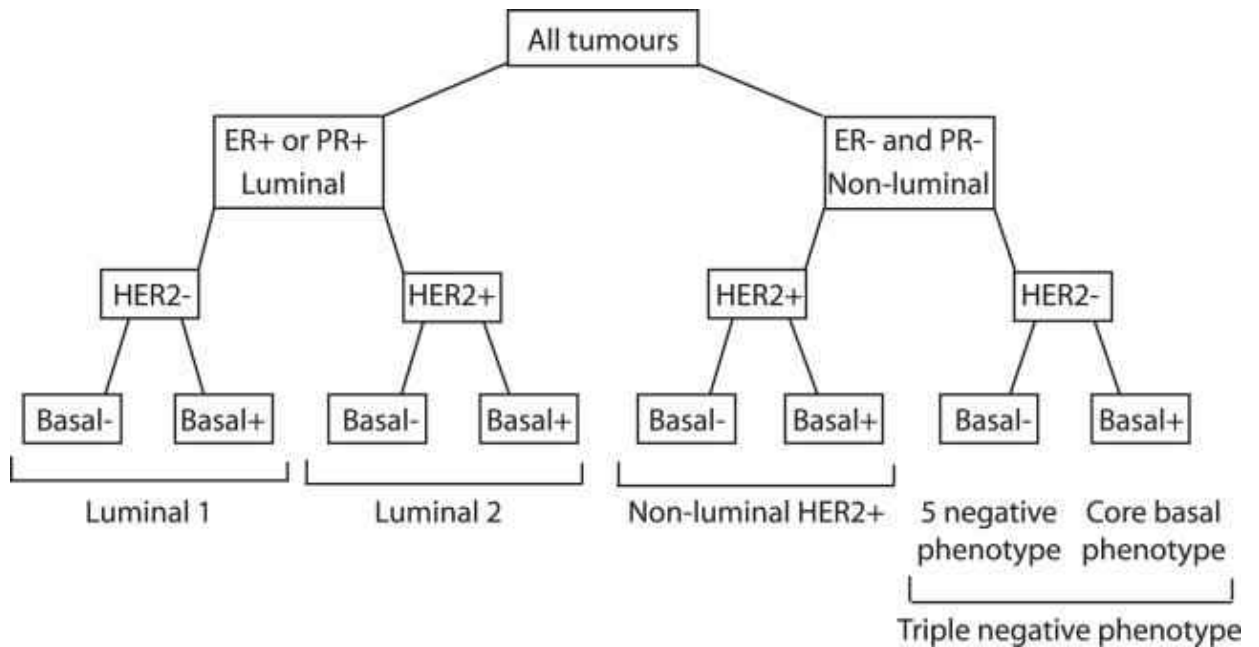 All tumours
ER+ or PR+
Luminal
ER- and PR-
Non-luminal
HER2-
HER2+
HER2+
HER2-
Basal-
Basal+
Basal-
Basal+
Basal-
Basal+
Basal-
Basal+
Luminal 1
Luminal 2
Non-luminal HER2+
5 negative
phenotype
Core basal
phenotype
Triple negative phenotype